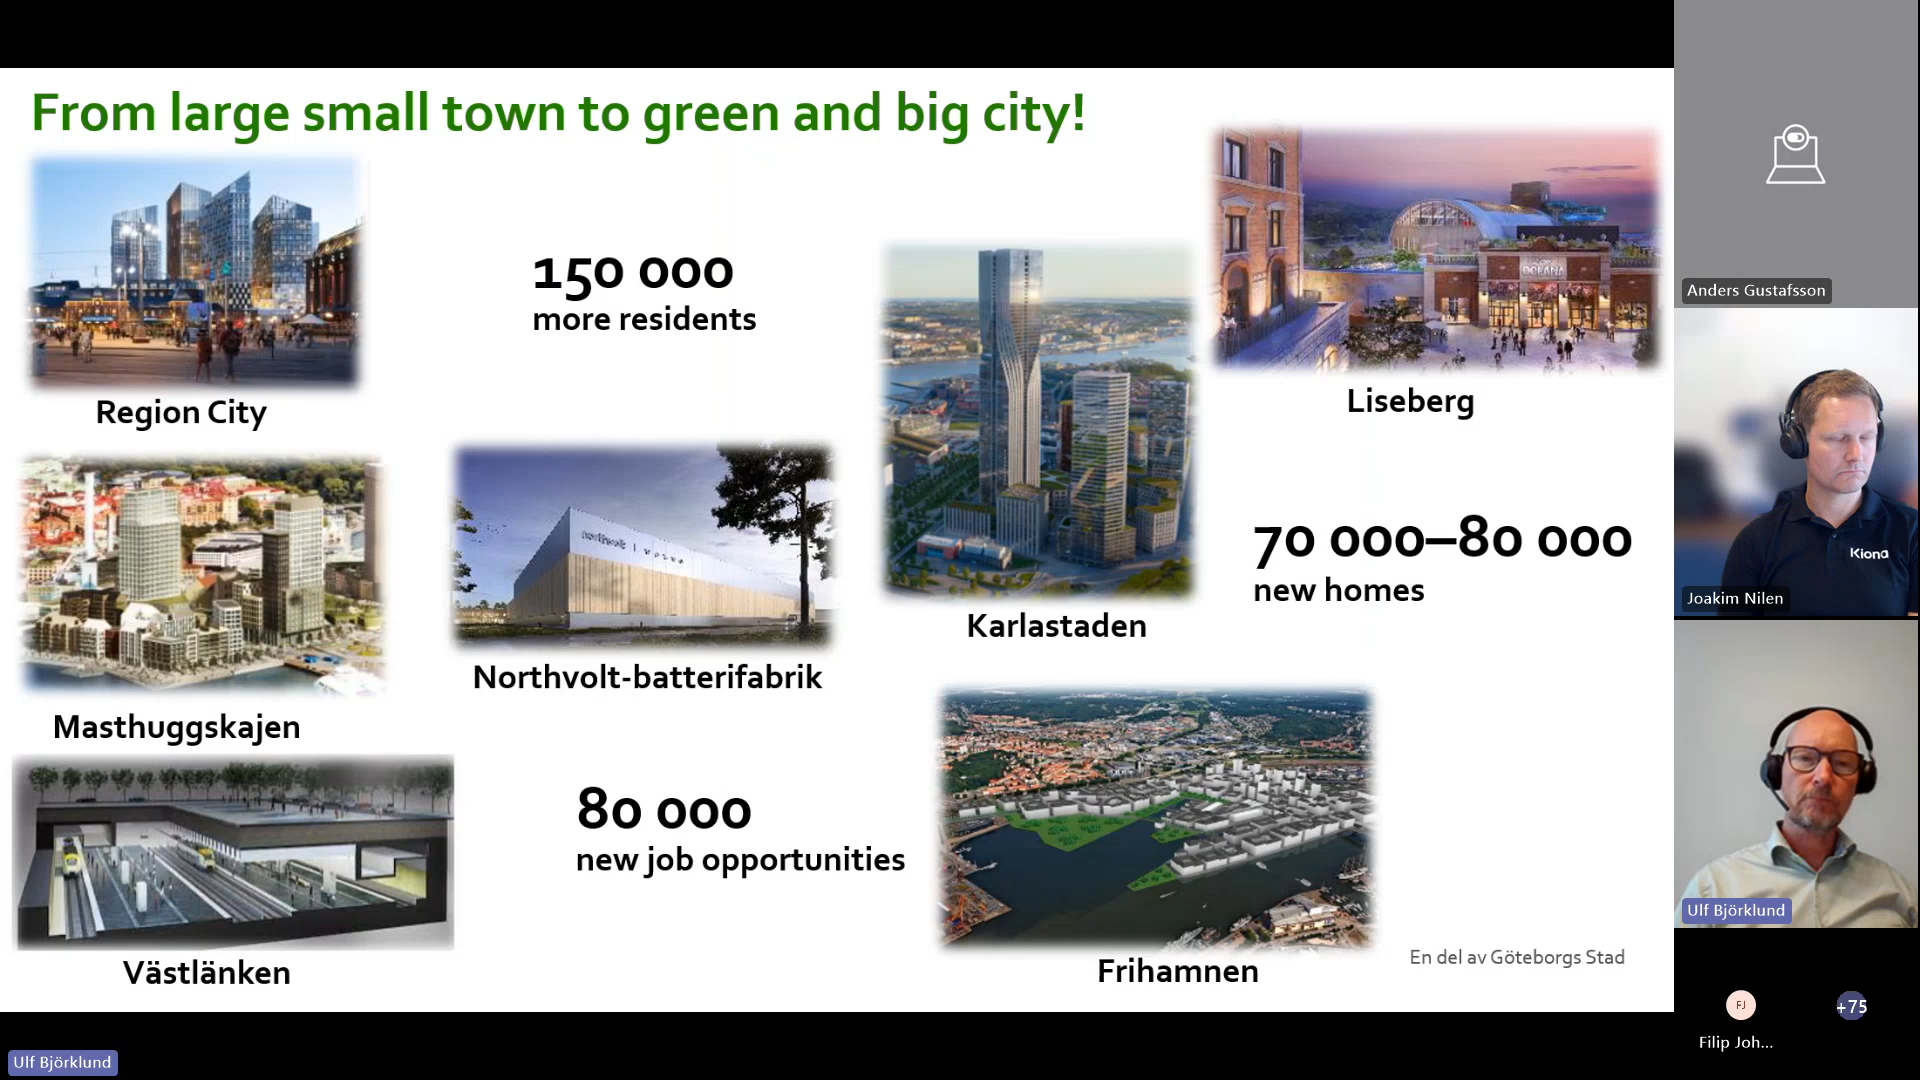 From large small town to green and big city!
Region City
150 000
more residents
Karlastaden
Liseberg
OCEANA
Masthuggskajen
northvolt
Northvolt-batterifabrik
70 000–80 000
new homes
Västlänken
80 000
new job opportunities
Frihamnen
En del av Göteborgs Stad
Anders Gustafsson
Kiona
Joakim Nilen
Ulf Björklund
FJ
+75
Filip Joh...
Ulf Björklund